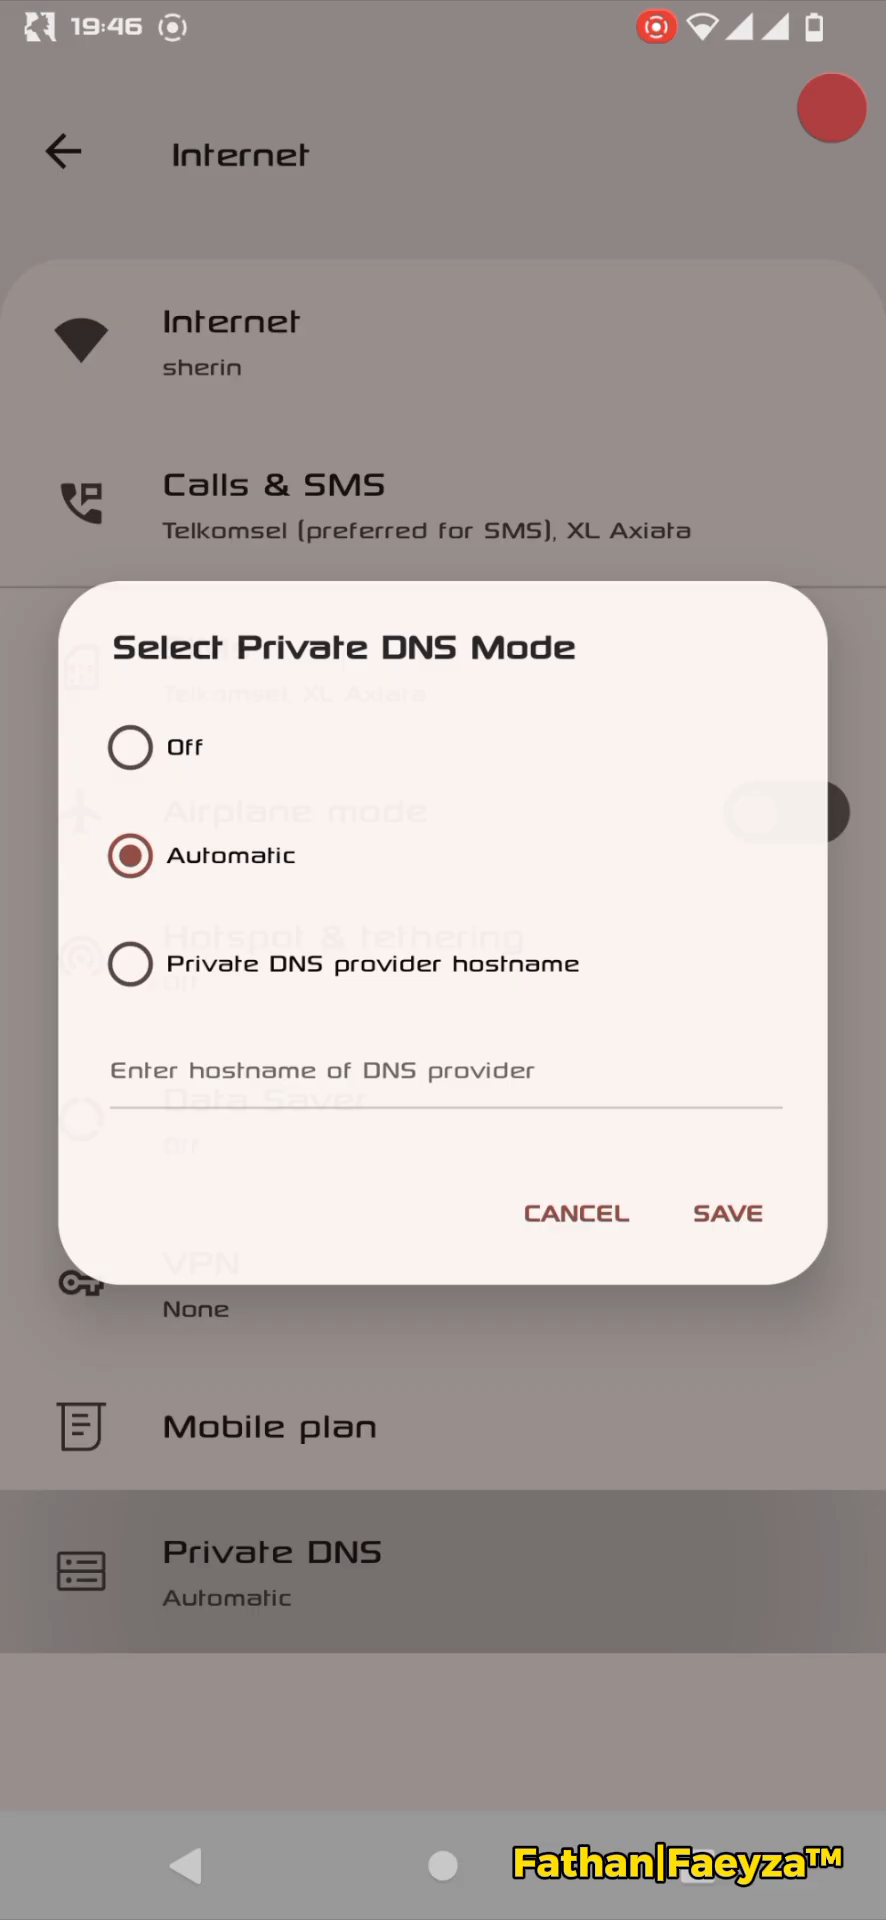 19:46
Internet
Internet
sherin
Calls & SMS
Telkomsel (preferred for SMS), XL Axiata
Select Private DNS Mode
Telkomsel, XL Axiata
Off
Airplane mode
Automatic
Hotspot & tethering
Private DNS provider hostname
Off
Enter hostname of DNS provider
Data Saver
Off
CANCEL SAVE
VPN
None
Mobile plan
Private DNS
Automatic
Fathan|Faeyza™